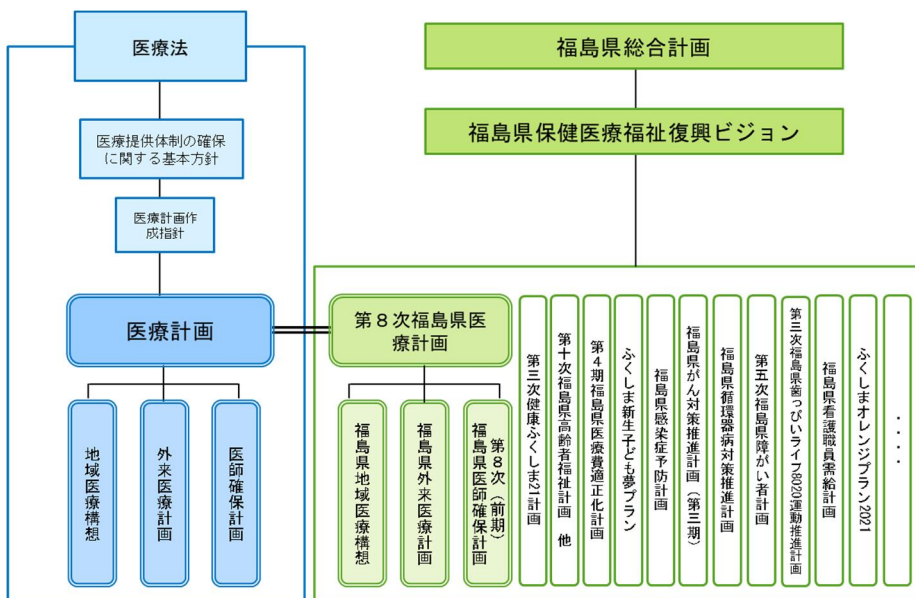 医療法
医療提供体制の確保
に関する基本方針
医療計画作
成指針
医療計画
地域医療構想
外来医療計画
医師確保計画
福島県総合計画
福島県保健医療福祉復興ビジョン
第８次福島県医
療計画
福島県地域医療構想
福島県外来医療計画
第８次（前期）
福島県医師確保計画
第三次健康ふくしま21計画
第十次福島県高齢者福祉計画　他
第４期福島県医療費適正化計画
ふくしま新生子ども夢プラン
福島県感染症予防計画
福島県がん対策推進計画（第三期）
福島県循環器病対策推進計画
第五次福島県障がい者計画
第三次福島県歯っぴいライフ8020運動推進計画
福島県看護職員需給計画
ふくしまオレンジプラン2021
・・・・